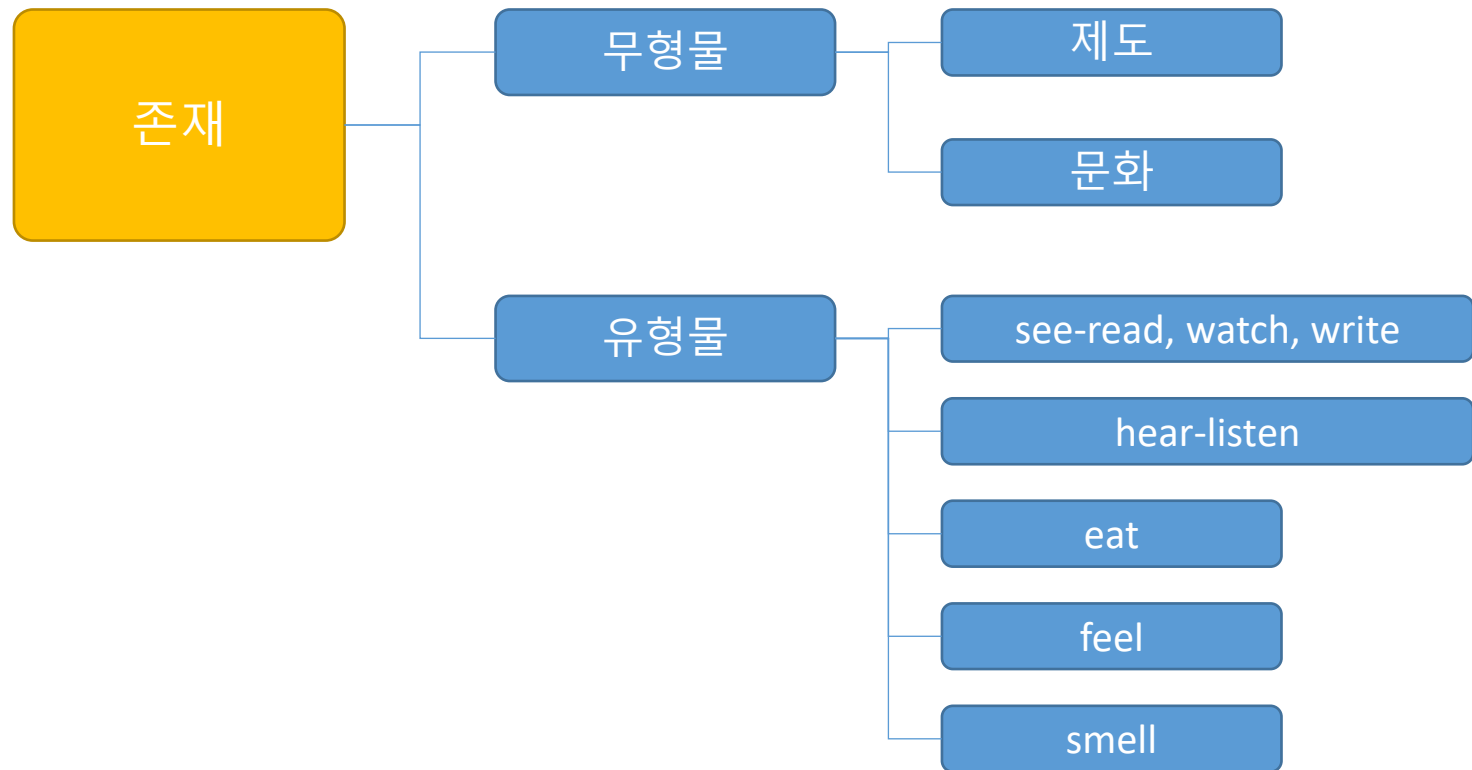 존재
무형물
제도
문화
유형물
see-read, watch, write
hear-listen
eat
feel
smell